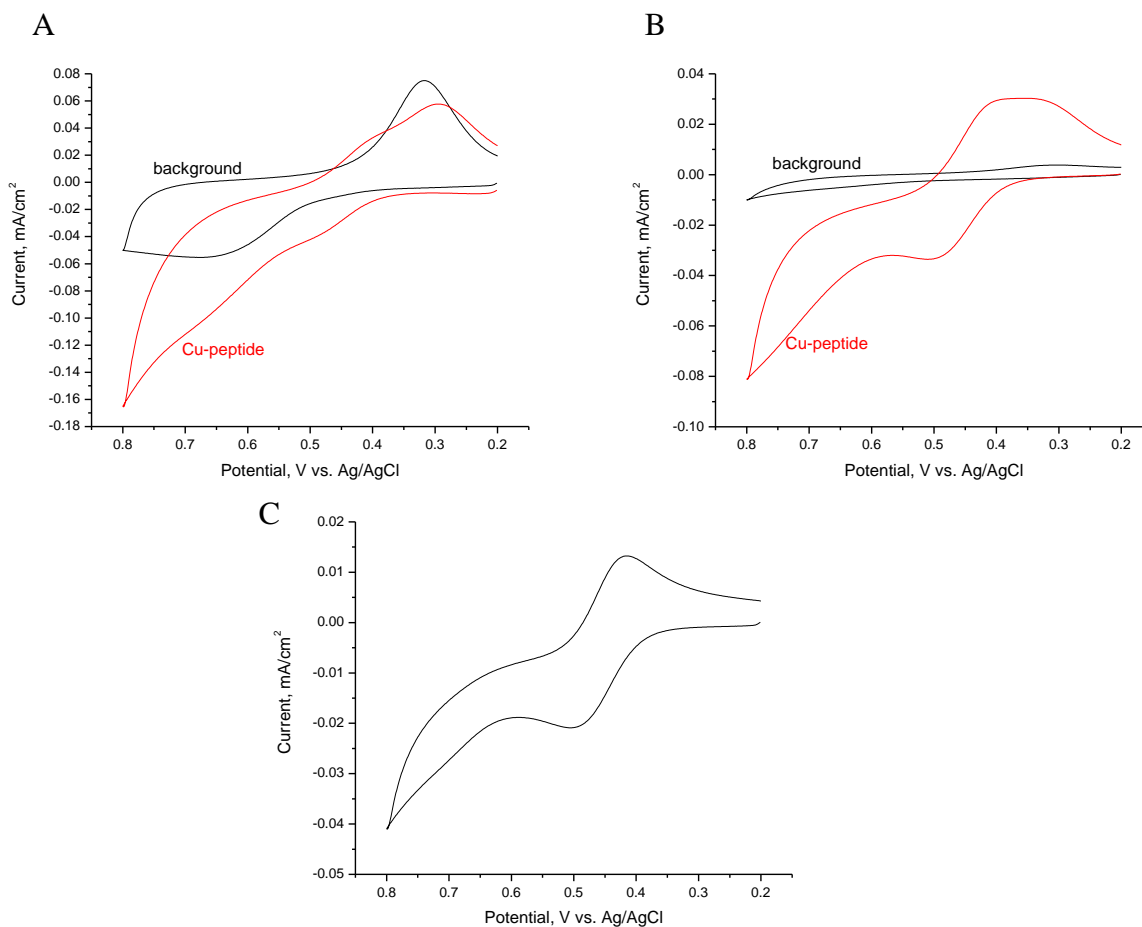 A
0.08
0.06
0.04
0.02
0.00
-0.02
-0.04
-0.06
-0.08
-0.10
-0.12
-0.14
-0.16
-0.18
Current, mA/cm²
background
Cu-peptide
0.8 0.7 0.6 0.5 0.4 0.3 0.2
Potential, V vs. Ag/AgCl
B
0.04
0.02
0.00
-0.02
-0.04
-0.06
-0.08
-0.10
Current, mA/cm²
background
Cu-peptide
0.8 0.7 0.6 0.5 0.4 0.3 0.2
Potential, V vs. Ag/AgCl
C
0.02
0.01
0.00
-0.01
-0.02
-0.03
-0.04
-0.05
Current, mA/cm²
0.8 0.7 0.6 0.5 0.4 0.3 0.2
Potential, V vs. Ag/AgCl